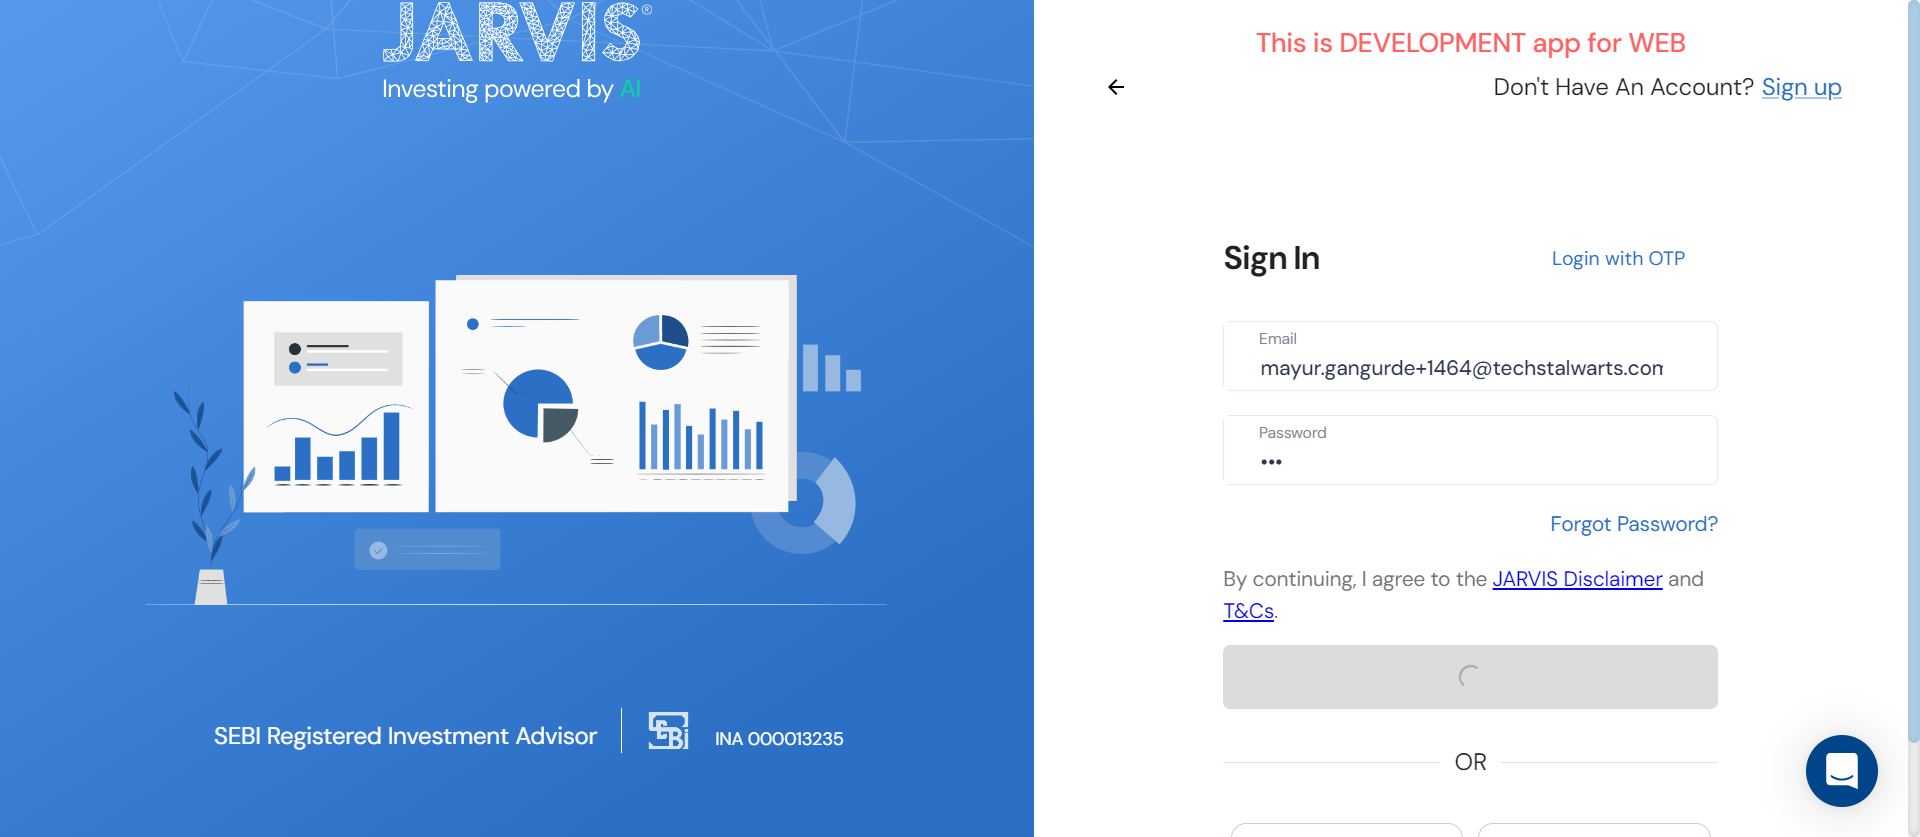 JARVIS®
Investing powered by AI
SEBI Registered Investment Advisor
SEBI
INA 000013235
This is DEVELOPMENT app for WEB
Don't Have An Account? Sign up
Sign In
Login with OTP
Email
mayur.gangurde+1464@techstalwarts.com
Password
•••
Forgot Password?
By continuing, I agree to the JARVIS Disclaimer and
T&Cs.
OR